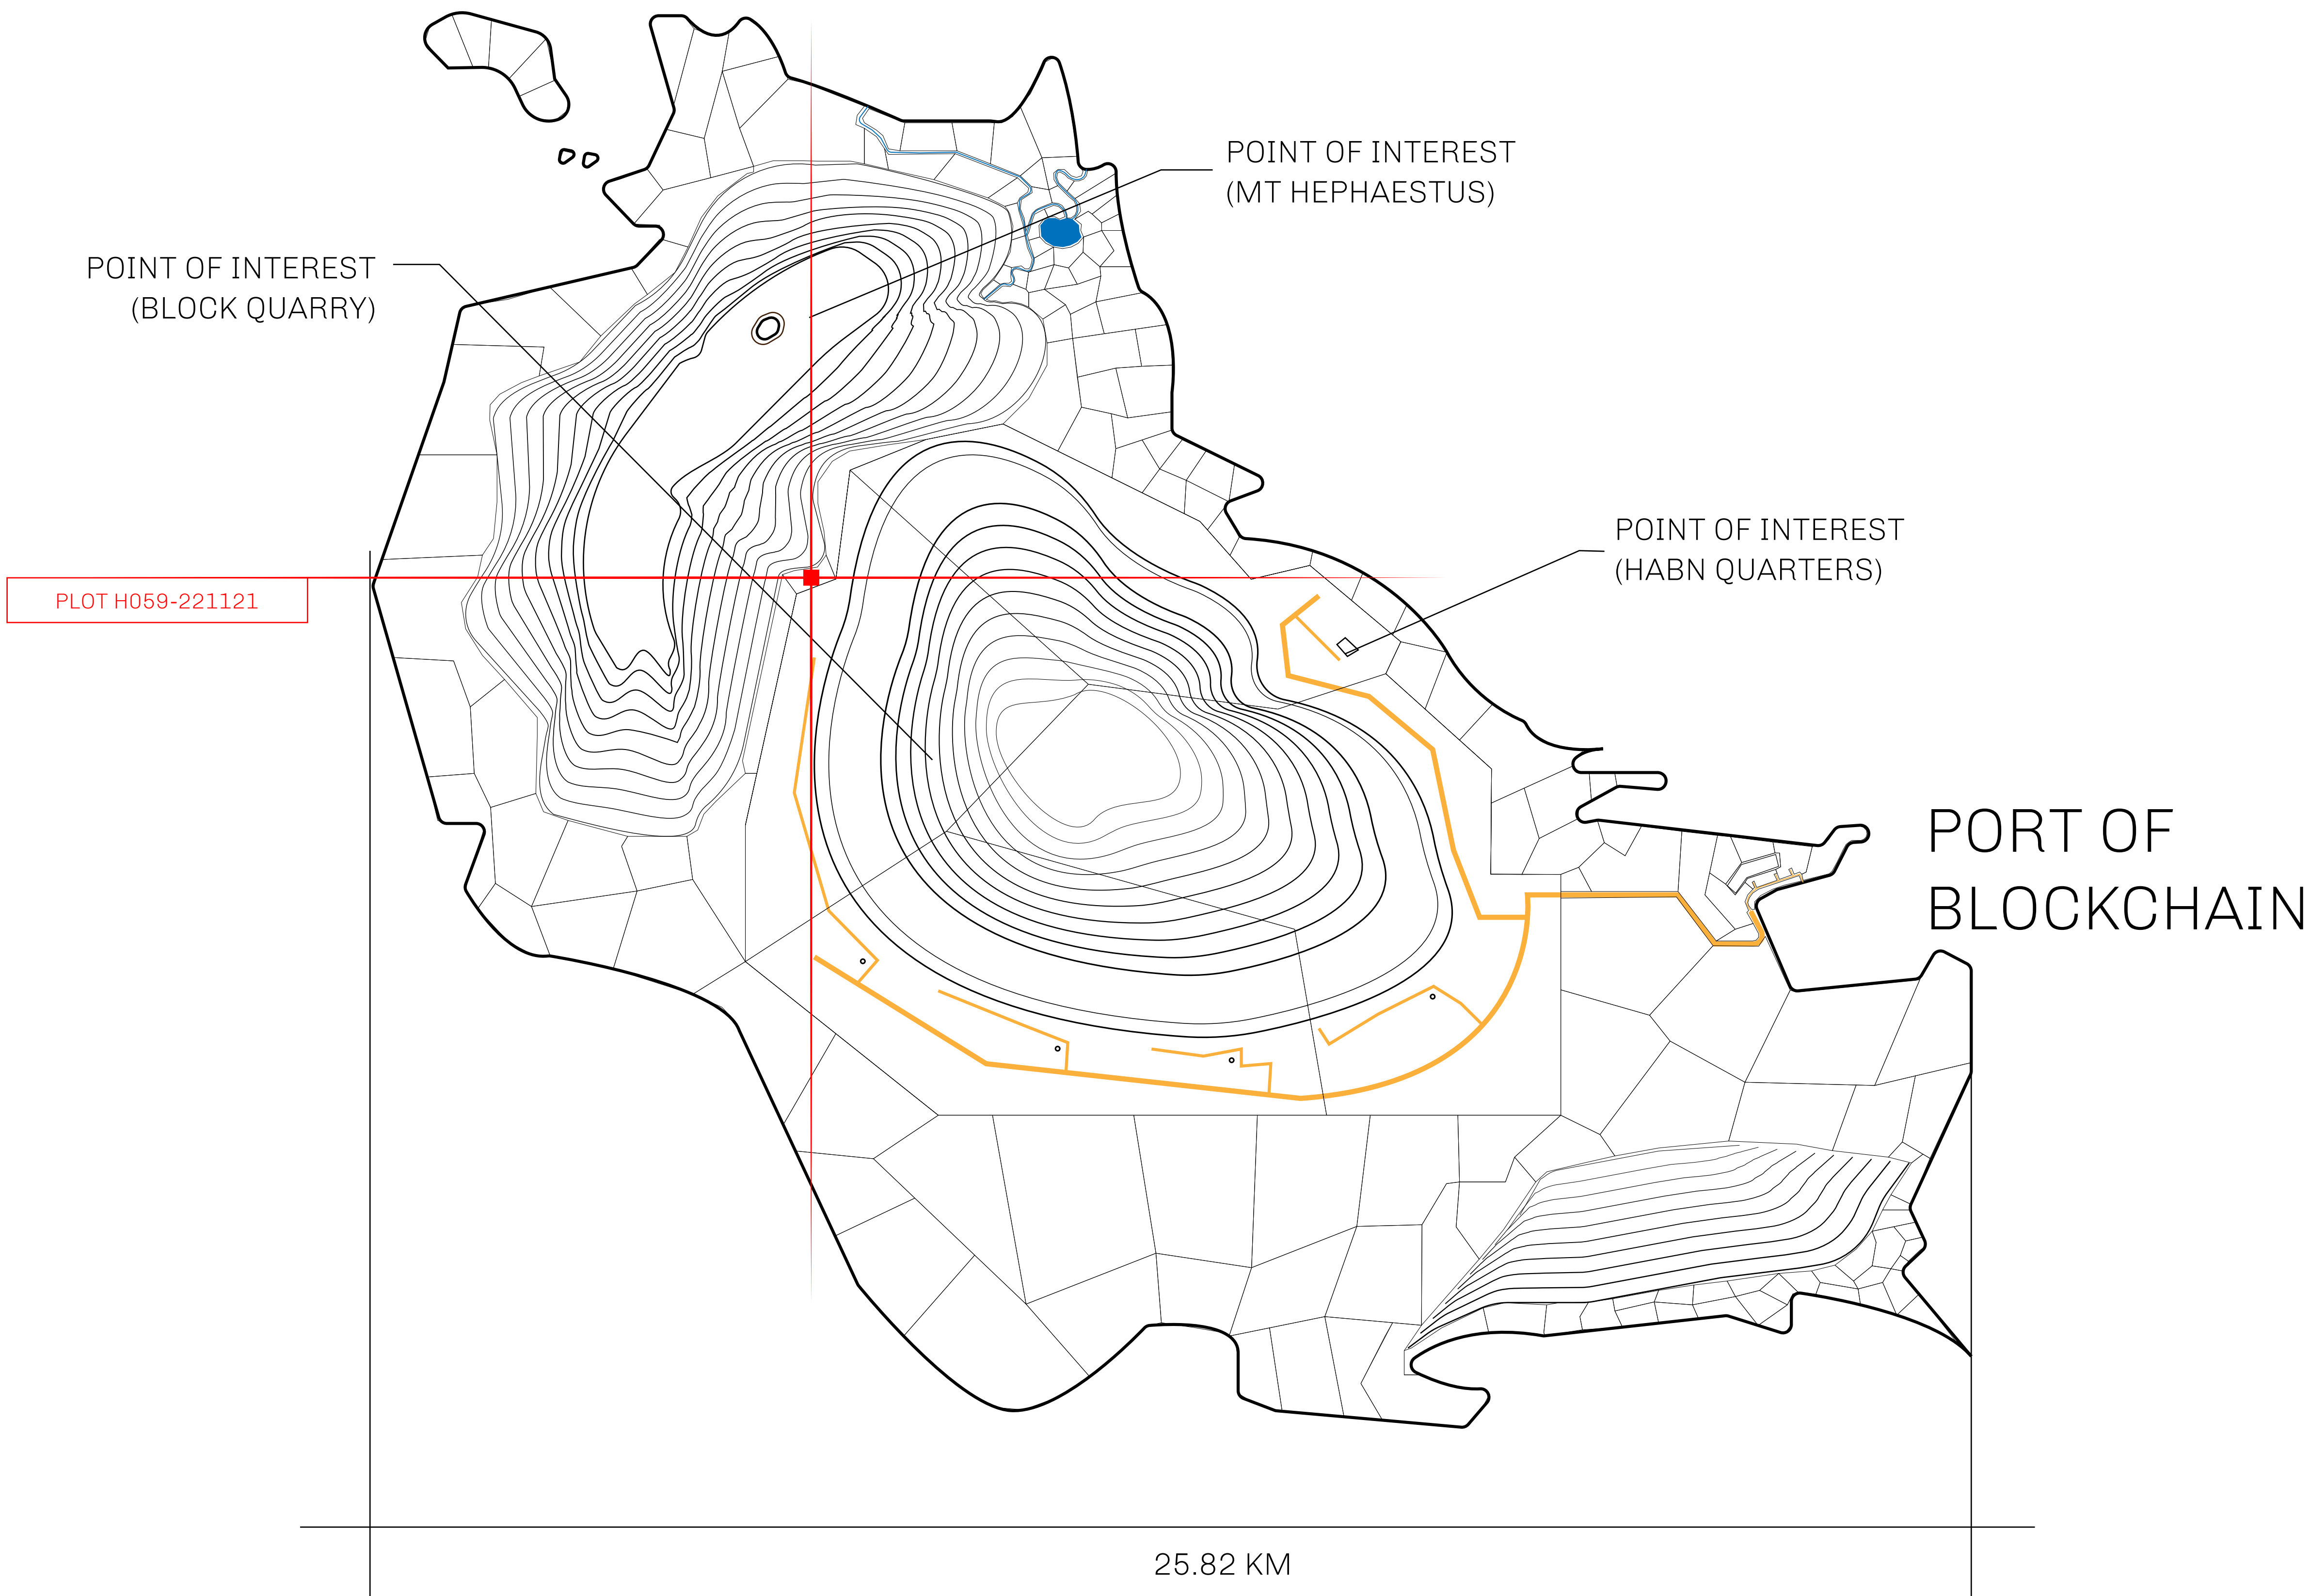 POINT OF INTEREST
(MT HEPHAESTUS)
POINT OF INTEREST
(BLOCK QUARRY)
POINT OF INTEREST
(HABN QUARTERS)
PLOT H059-221121
PORT OF
BLOCKCHAIN
25.82 KM